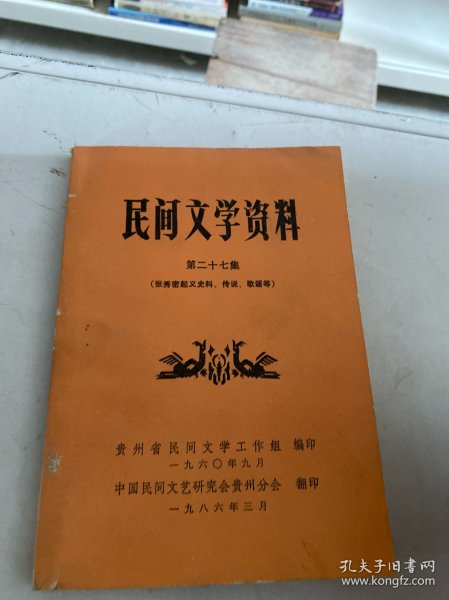 民间文学资料
第二十七集
(张秀密起义史料、传说、歌谣等)
贵州省民间文学工作组 编印
一九六〇年九月
中国民间文艺研究会贵州分会 翻印
一九八六年三月
孔夫子旧书网
www.kongfz.com